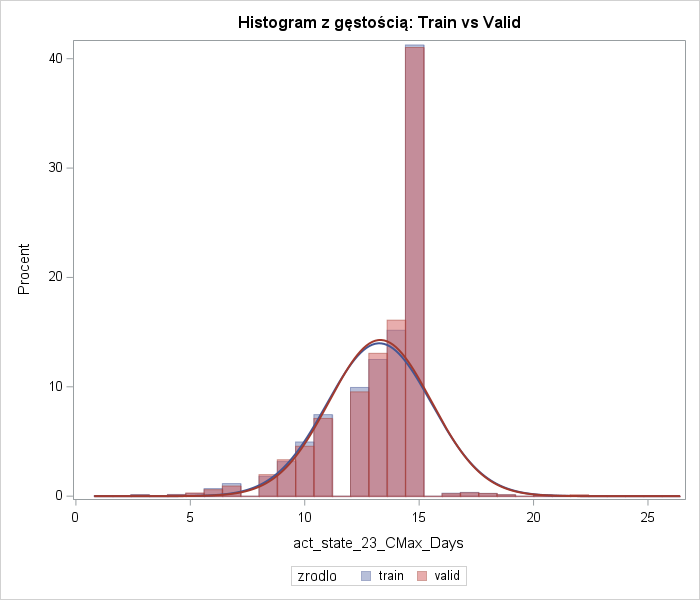 Histogram z gęstością: Train vs Valid
Procent
40
30
20
10
0
0 5 10 15 20 25
act_state_23_CMax_Days
zrodlo train valid